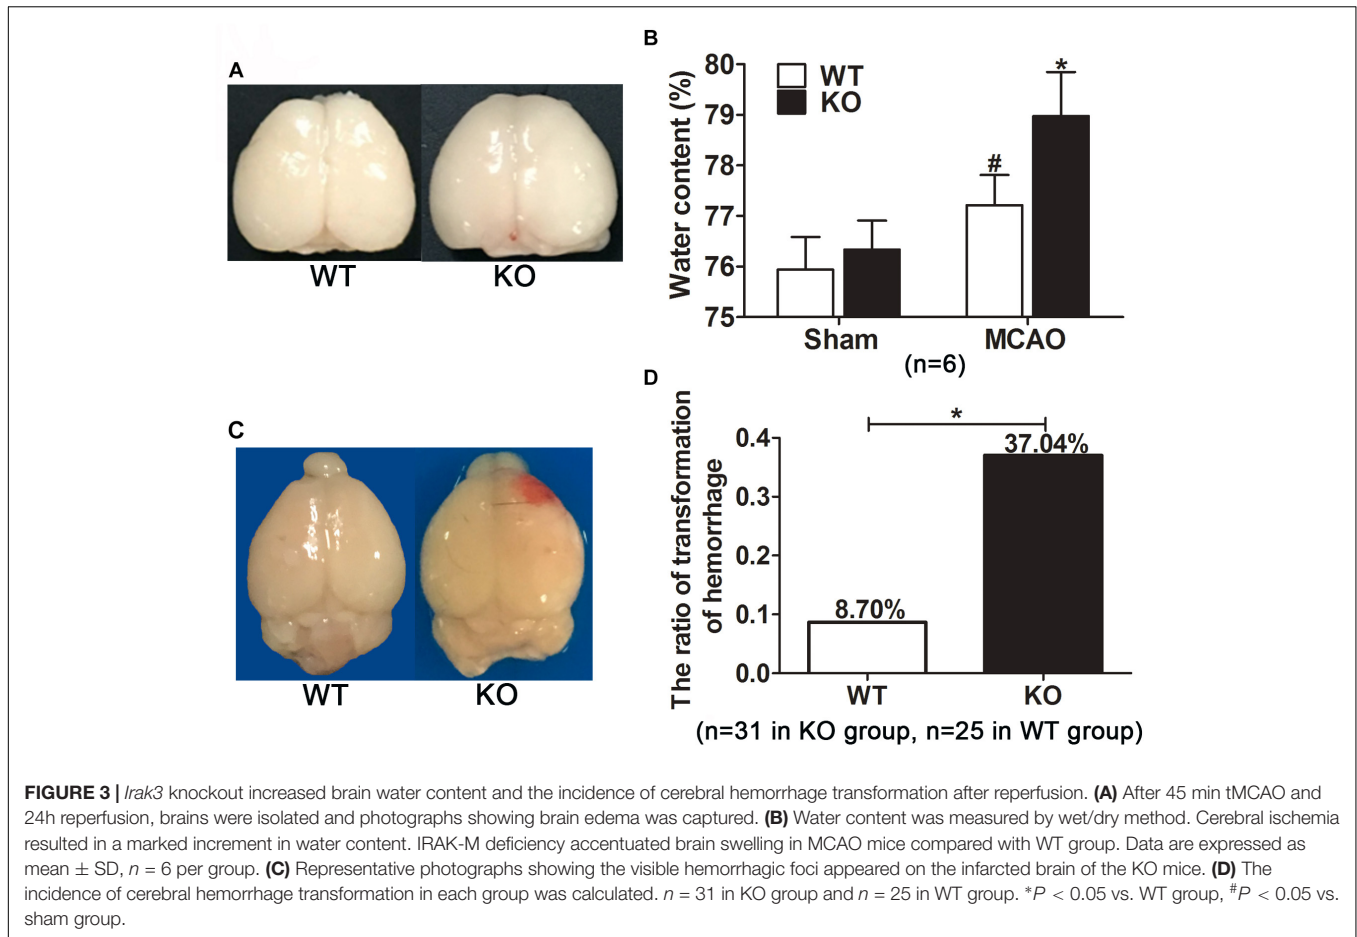 A
WT
KO
B
Water content (%)
80
79
78
77
76
75
WT
KO
#
*
Sham
MCAO
(n=6)
C
WT
KO
D
The ratio of transformation
of hemorrhage
0.4
0.3
0.2
0.1
0.0
*
8.70%
37.04%
WT
KO
(n=31 in KO group, n=25 in WT group)
FIGURE 3 | Irak3 knockout increased brain water content and the incidence of cerebral hemorrhage transformation after reperfusion. (A) After 45 min tMCAO and
24h reperfusion, brains were isolated and photographs showing brain edema was captured. (B) Water content was measured by wet/dry method. Cerebral ischemia
resulted in a marked increment in water content. IRAK-M deficiency accentuated brain swelling in MCAO mice compared with WT group. Data are expressed as
mean ± SD, n = 6 per group. (C) Representative photographs showing the visible hemorrhagic foci appeared on the infarcted brain of the KO mice. (D) The
incidence of cerebral hemorrhage transformation in each group was calculated. n = 31 in KO group and n = 25 in WT group. *P < 0.05 vs. WT group, #P < 0.05 vs.
sham group.